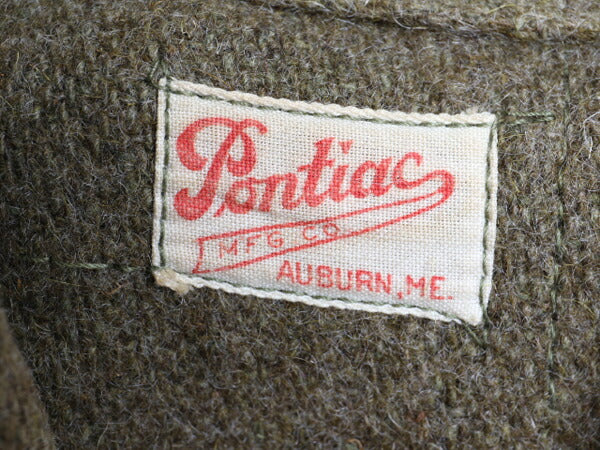 Pontiac
MFG CO.
AUBURN, ME.